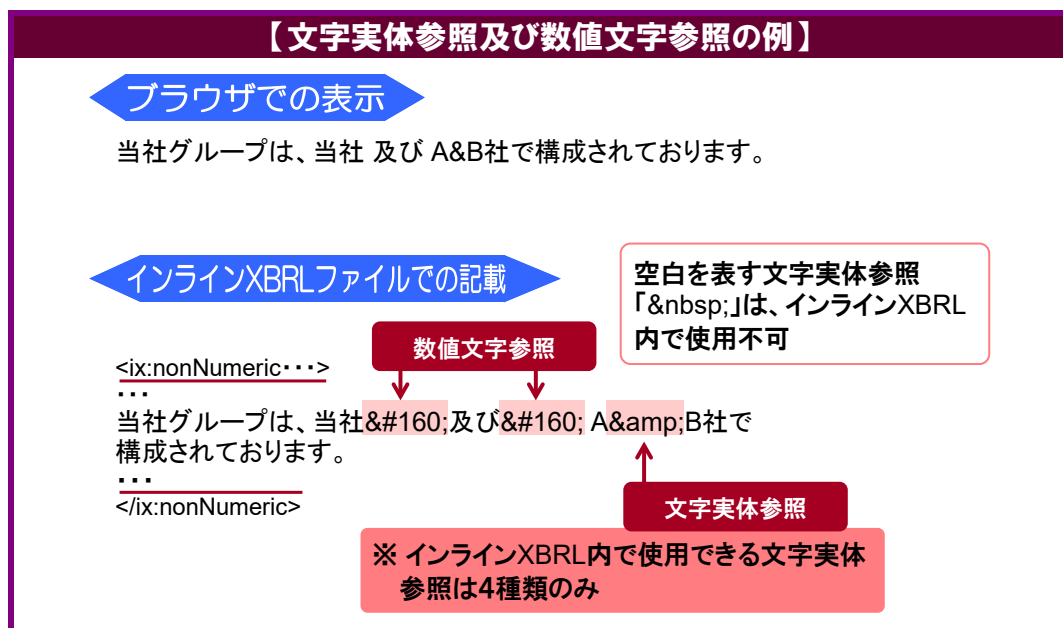 【文字実体参照及び数値文字参照の例】
ブラウザでの表示
当社グループは、当社 及び A&B社で構成されております。
インラインXBRLファイルでの記載
空白を表す文字実体参照
「&nbsp;」は、インラインXBRL
内で使用不可
数値文字参照
<ix:nonNumeric･･･>
･･･
当社グループは、当社&#160;及び&#160; A&amp;B社で
構成されております。
･･･
</ix:nonNumeric>
文字実体参照
※ インラインXBRL内で使用できる文字実体
参照は4種類のみ